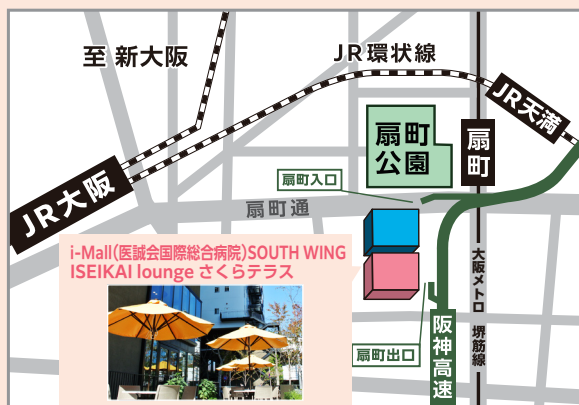 至 新大阪
JR環状線
JR天満
扇町
公園
扇町
扇町入口
JR大阪
扇町通
i-Mall(医誠会国際総合病院)SOUTH WING
ISEIKAI lounge さくらテラス
大阪メトロ 堺筋線
阪神高速
扇町出口